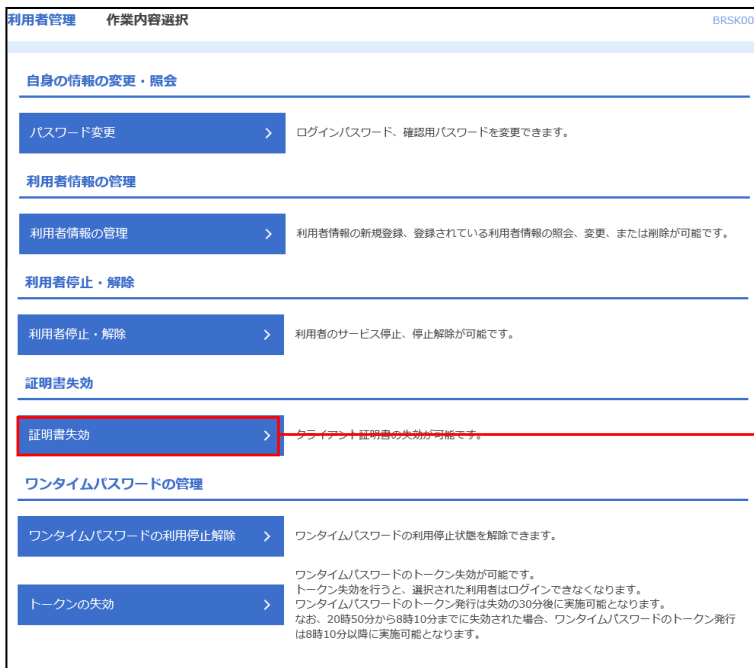 利用者管理 作業内容選択 BRSK00
自身の情報の変更・照会
パスワード変更 ログインパスワード、確認用パスワードを変更できます。
利用者情報の管理
利用者情報の管理 利用者情報の新規登録、登録されている利用者情報の照会、変更、または削除が可能です。
利用者停止・解除
利用者停止・解除 利用者のサービス停止、停止解除が可能です。
証明書失効
証明書失効 クライアント証明書の失効が可能です。
ワンタイムパスワードの管理
ワンタイムパスワードの利用停止解除 ワンタイムパスワードの利用停止状態を解除できます。
トークンの失効 ワンタイムパスワードのトークン失効が可能です。
トークン失効を行うと、選択された利用者はログインできなくなります。
ワンタイムパスワードのトークン発行は失効の30分後に実施可能となります。
なお、20時50分から8時10分までに失効された場合、ワンタイムパスワードのトークン発行
は8時10分以降に実施可能となります。